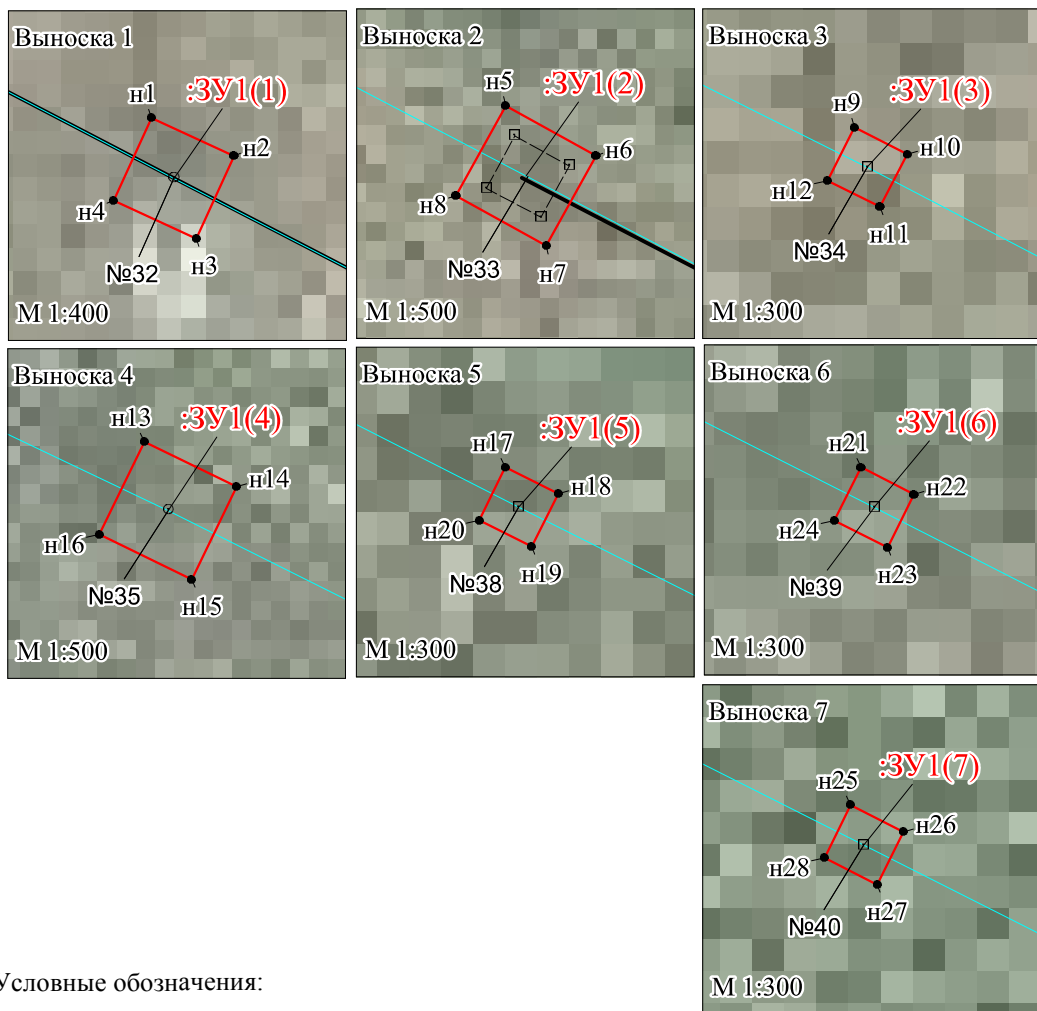 Выноска 1
:ЗУ1(1)
н1
н2
н4
н3
№32
М 1:400
Выноска 2
:ЗУ1(2)
н5
н6
н8
н7
№33
М 1:500
Выноска 3
:ЗУ1(3)
н9
н10
н12
н11
№34
М 1:300
Выноска 4
:ЗУ1(4)
н13
н14
н16
н15
№35
М 1:500
Выноска 5
:ЗУ1(5)
н17
н18
н20
н19
№38
М 1:300
Выноска 6
:ЗУ1(6)
н21
н22
н24
н23
№39
М 1:300
Выноска 7
:ЗУ1(7)
н25
н26
н28
н27
№40
М 1:300
Условные обозначения: